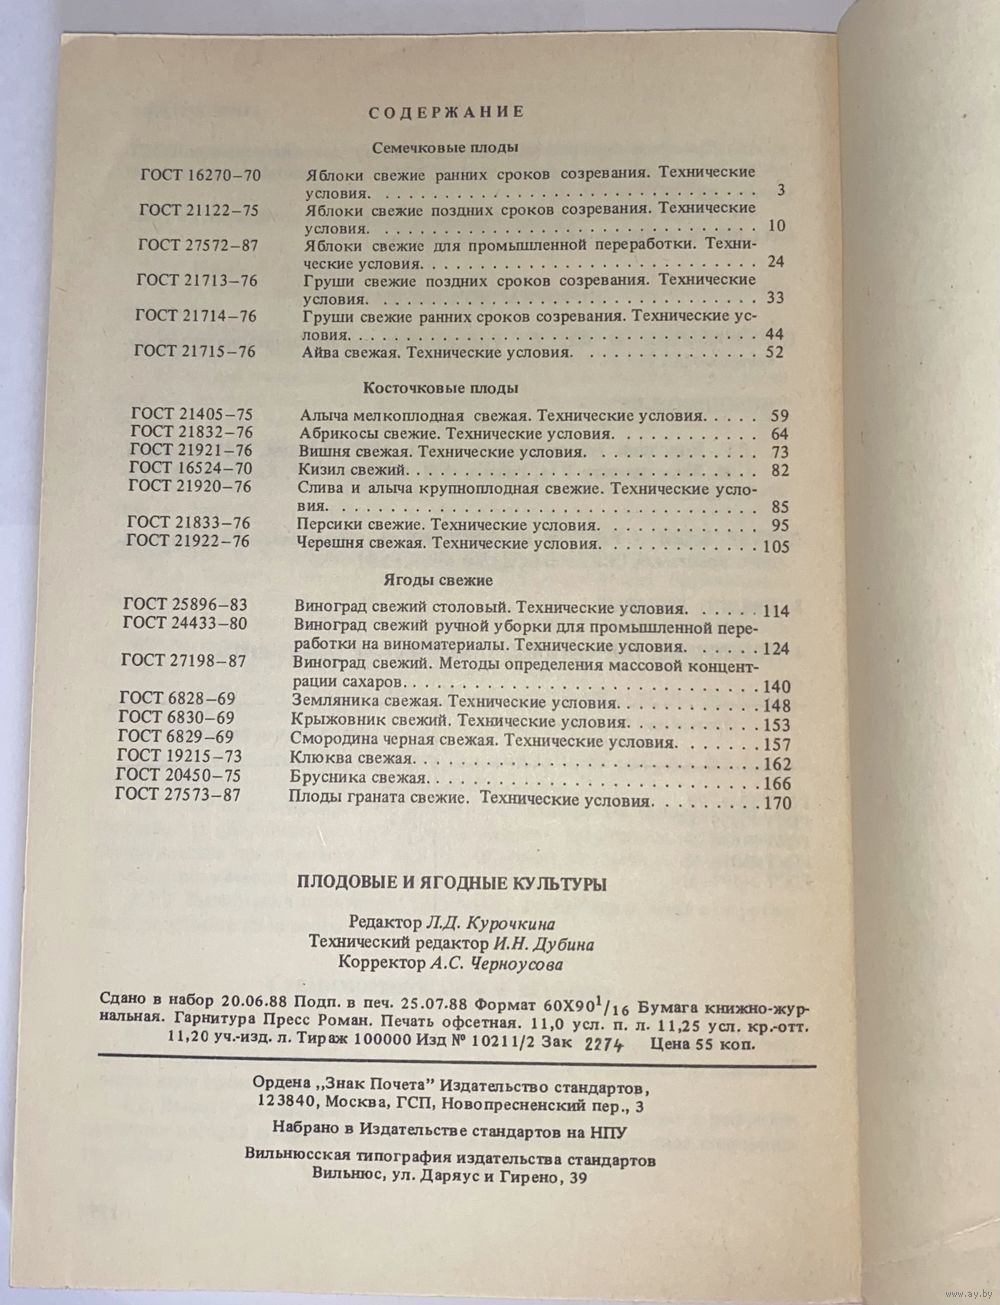 СОДЕРЖАНИЕ
Семечковые плоды
ГОСТ 16270—70 Яблоки свежие ранних сроков созревания. Технические
условия. . . . . . . . . . . . . . . . . . . . . . . . . . . . . . 3
ГОСТ 21122—75 Яблоки свежие поздних сроков созревания. Технические
условия. . . . . . . . . . . . . . . . . . . . . . . . . . . . . . 10
ГОСТ 27572—87 Яблоки свежие для промышленной переработки. Техни-
ческие условия. . . . . . . . . . . . . . . . . . . . . . . . . . 24
ГОСТ 21713—76 Груши свежие поздних сроков созревания. Технические
условия. . . . . . . . . . . . . . . . . . . . . . . . . . . . . . 33
ГОСТ 21714—76 Груши свежие ранних сроков созревания. Технические ус-
ловия. . . . . . . . . . . . . . . . . . . . . . . . . . . . . . . 44
ГОСТ 21715—76 Айва свежая. Технические условия. . . . . . . . . . . . . . 52
Косточковые плоды
ГОСТ 21405—75 Алыча мелкоплодная свежая. Технические условия. . . . . 59
ГОСТ 21832—76 Абрикосы свежие. Технические условия. . . . . . . . . . . 64
ГОСТ 21921—76 Вишня свежая. Технические условия. . . . . . . . . . . . . 73
ГОСТ 16524—70 Кизил свежий. . . . . . . . . . . . . . . . . . . . . . . . . . . 82
ГОСТ 21920—76 Слива и алыча крупноплодная свежие. Технические усло-
вия. . . . . . . . . . . . . . . . . . . . . . . . . . . . . . . . . 85
ГОСТ 21833—76 Персики свежие. Технические условия. . . . . . . . . . . . 95
ГОСТ 21922—76 Черешня свежая. Технические условия. . . . . . . . . . . . 105
Ягоды свежие
ГОСТ 25896—83 Виноград свежий столовый. Технические условия. . . . . . 114
ГОСТ 24433—80 Виноград свежий ручной уборки для промышленной пере-
работки на виноматериалы. Технические условия. . . . . . 124
ГОСТ 27198—87 Виноград свежий. Методы определения массовой концент-
рации сахаров. . . . . . . . . . . . . . . . . . . . . . . . . . . 140
ГОСТ 6828—69 Земляника свежая. Технические условия. . . . . . . . . . . 148
ГОСТ 6830—69 Крыжовник свежий. Технические условия. . . . . . . . . . 153
ГОСТ 6829—69 Смородина черная свежая. Технические условия. . . . . . . 157
ГОСТ 19215—73 Клюква свежая. . . . . . . . . . . . . . . . . . . . . . . . . . 162
ГОСТ 20450—75 Брусника свежая. . . . . . . . . . . . . . . . . . . . . . . . . 166
ГОСТ 27573—87 Плоды граната свежие. Технические условия. . . . . . . . . 170
ПЛОДОВЫЕ И ЯГОДНЫЕ КУЛЬТУРЫ
Редактор Л.Д. Курочкина
Технический редактор И.Н. Дубина
Корректор А.С. Черноусова
Сдано в набор 20.06.88 Подп. в печ. 25.07.88 Формат 60Х90 1/16 Бумага книжно-жур-
нальная. Гарнитура Пресс Роман. Печать офсетная. 11,0 усл. п. л. 11,25 усл. кр.-отт.
11,20 уч.-изд. л. Тираж 100000 Изд № 10211/2 Зак 2274 Цена 55 коп.
Ордена „Знак Почета” Издательство стандартов,
123840, Москва, ГСП, Новопресненский пер., 3
Набрано в Издательстве стандартов на НПУ
Вильнюсская типография издательства стандартов
Вильнюс, ул. Даряус и Гирено, 39
www.ay.by